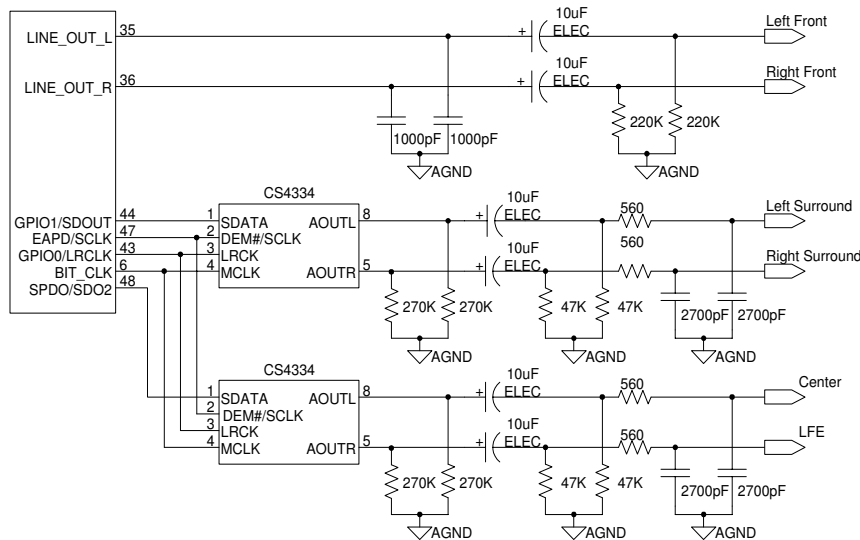 10uF
ELEC
Left Front
35
LINE_OUT_L
+
10uF
ELEC
Right Front
36
LINE_OUT_R
+
1000pF 1000pF
220K 220K
AGND AGND
CS4334
10uF
ELEC
560
Left Surround
GPIO1/SDOUT 44 1 SDATA AOUTL 8 +
EAPD/SCLK 47 2 DEM#/SCLK
10uF
ELEC
560
Right Surround
GPIO0/LRCLK 43 3 LRCK
BIT_CLK 6 4 MCLK AOUTR 5 +
SPDO/SDO2 48
270K 270K 47K 47K 2700pF 2700pF
AGND AGND AGND
CS4334
10uF
ELEC
560
Center
1 SDATA AOUTL 8 +
2 DEM#/SCLK
10uF
ELEC
560
LFE
3 LRCK
4 MCLK AOUTR 5 +
270K 270K 47K 47K 2700pF 2700pF
AGND AGND AGND